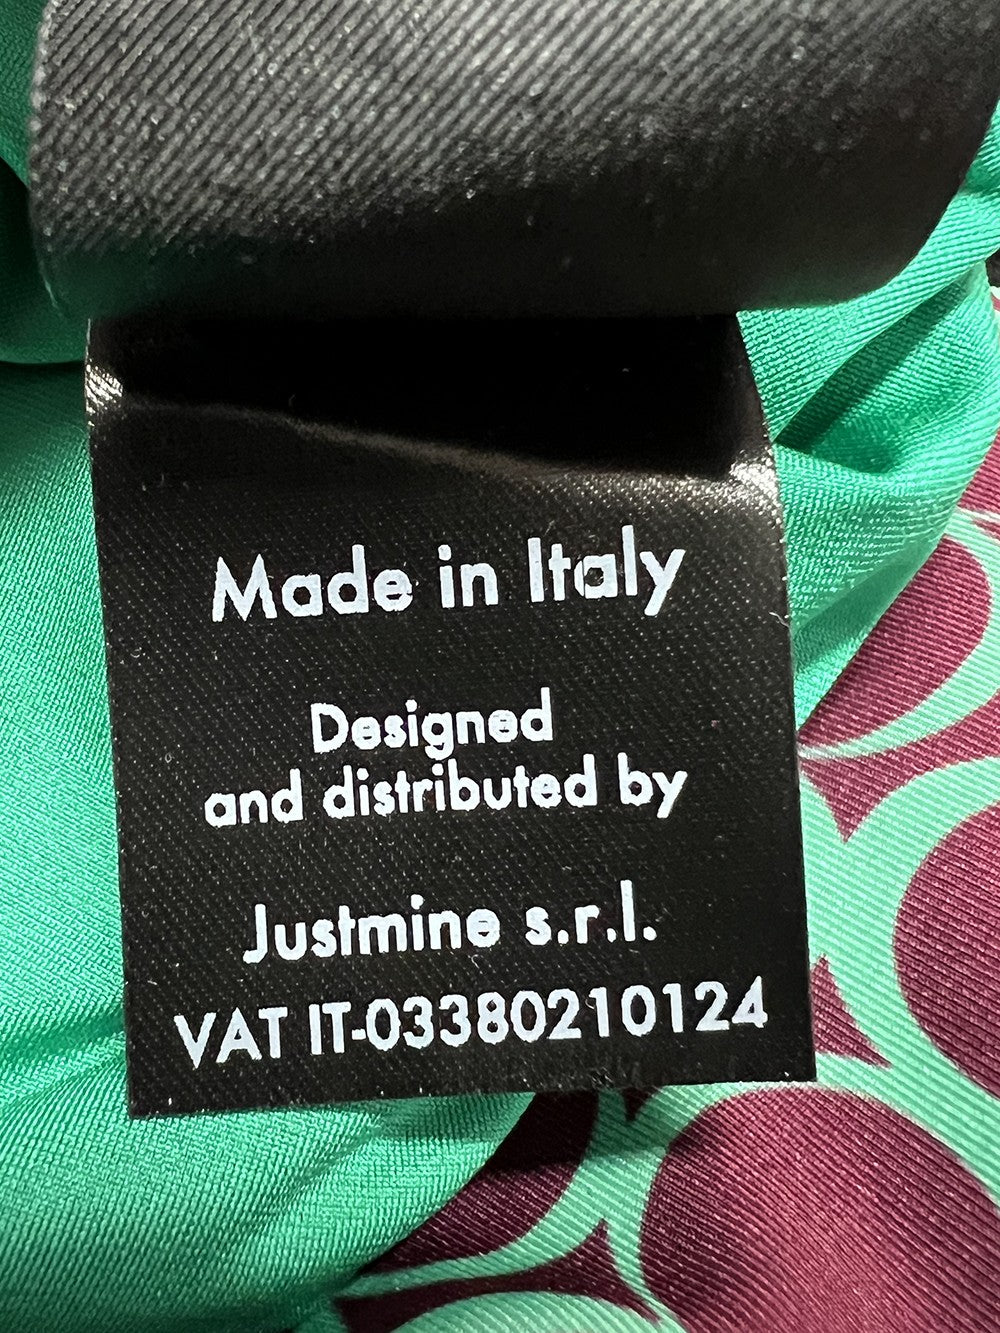 Made in Italy
Designed
and distributed by
Justmine s.r.l.
VAT IT-03380210124